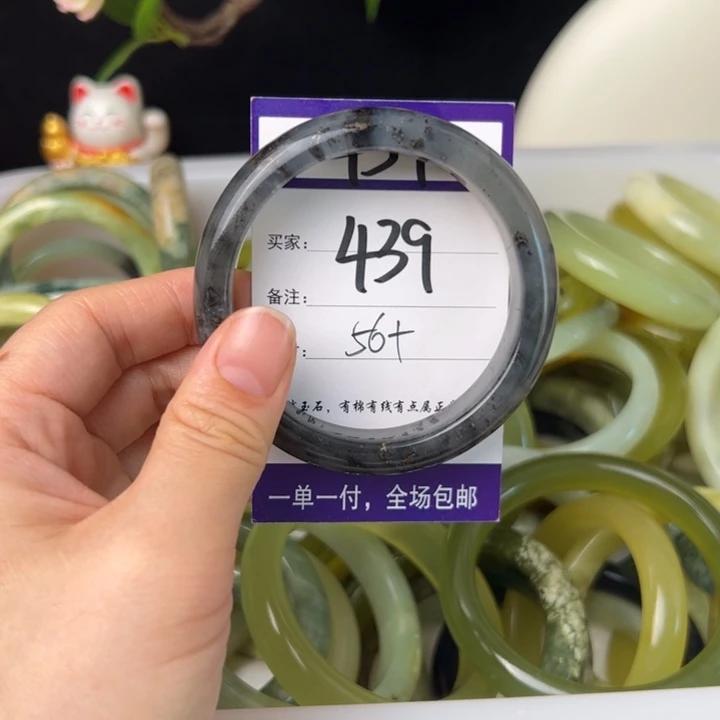 买家：439
备注：
56+
玉石，有棉有线有点属正
一单一付，全场包邮